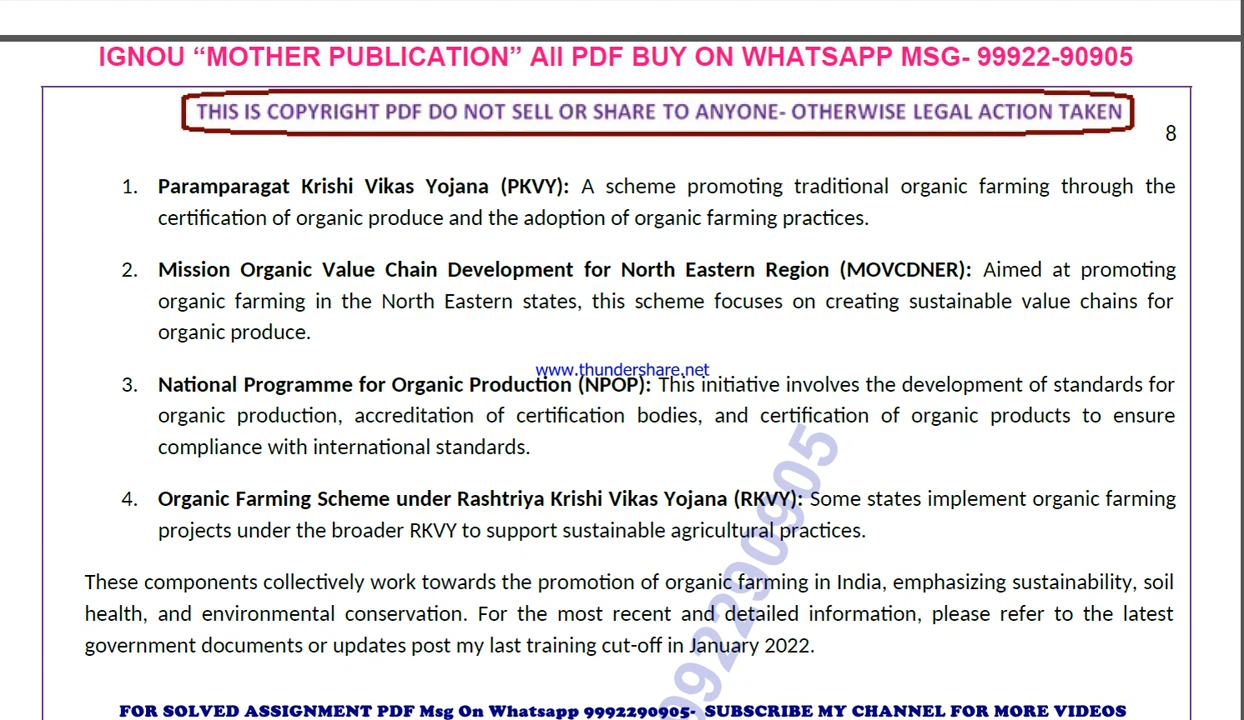 IGNOU “MOTHER PUBLICATION” All PDF BUY ON WHATSAPP MSG- 99922-90905
THIS IS COPYRIGHT PDF DO NOT SELL OR SHARE TO ANYONE- OTHERWISE LEGAL ACTION TAKEN
8
1. Paramparagat Krishi Vikas Yojana (PKVY): A scheme promoting traditional organic farming through the
certification of organic produce and the adoption of organic farming practices.
2. Mission Organic Value Chain Development for North Eastern Region (MOVCDNER): Aimed at promoting
organic farming in the North Eastern states, this scheme focuses on creating sustainable value chains for
organic produce.
www.thundershare.net
3. National Programme for Organic Production (NPOP): This initiative involves the development of standards for
organic production, accreditation of certification bodies, and certification of organic products to ensure
compliance with international standards.
4. Organic Farming Scheme under Rashtriya Krishi Vikas Yojana (RKVY): Some states implement organic farming
projects under the broader RKVY to support sustainable agricultural practices.
These components collectively work towards the promotion of organic farming in India, emphasizing sustainability, soil
health, and environmental conservation. For the most recent and detailed information, please refer to the latest
government documents or updates post my last training cut-off in January 2022.
9992290905
FOR SOLVED ASSIGNMENT PDF Msg On Whatsapp 9992290905- SUBSCRIBE MY CHANNEL FOR MORE VIDEOS